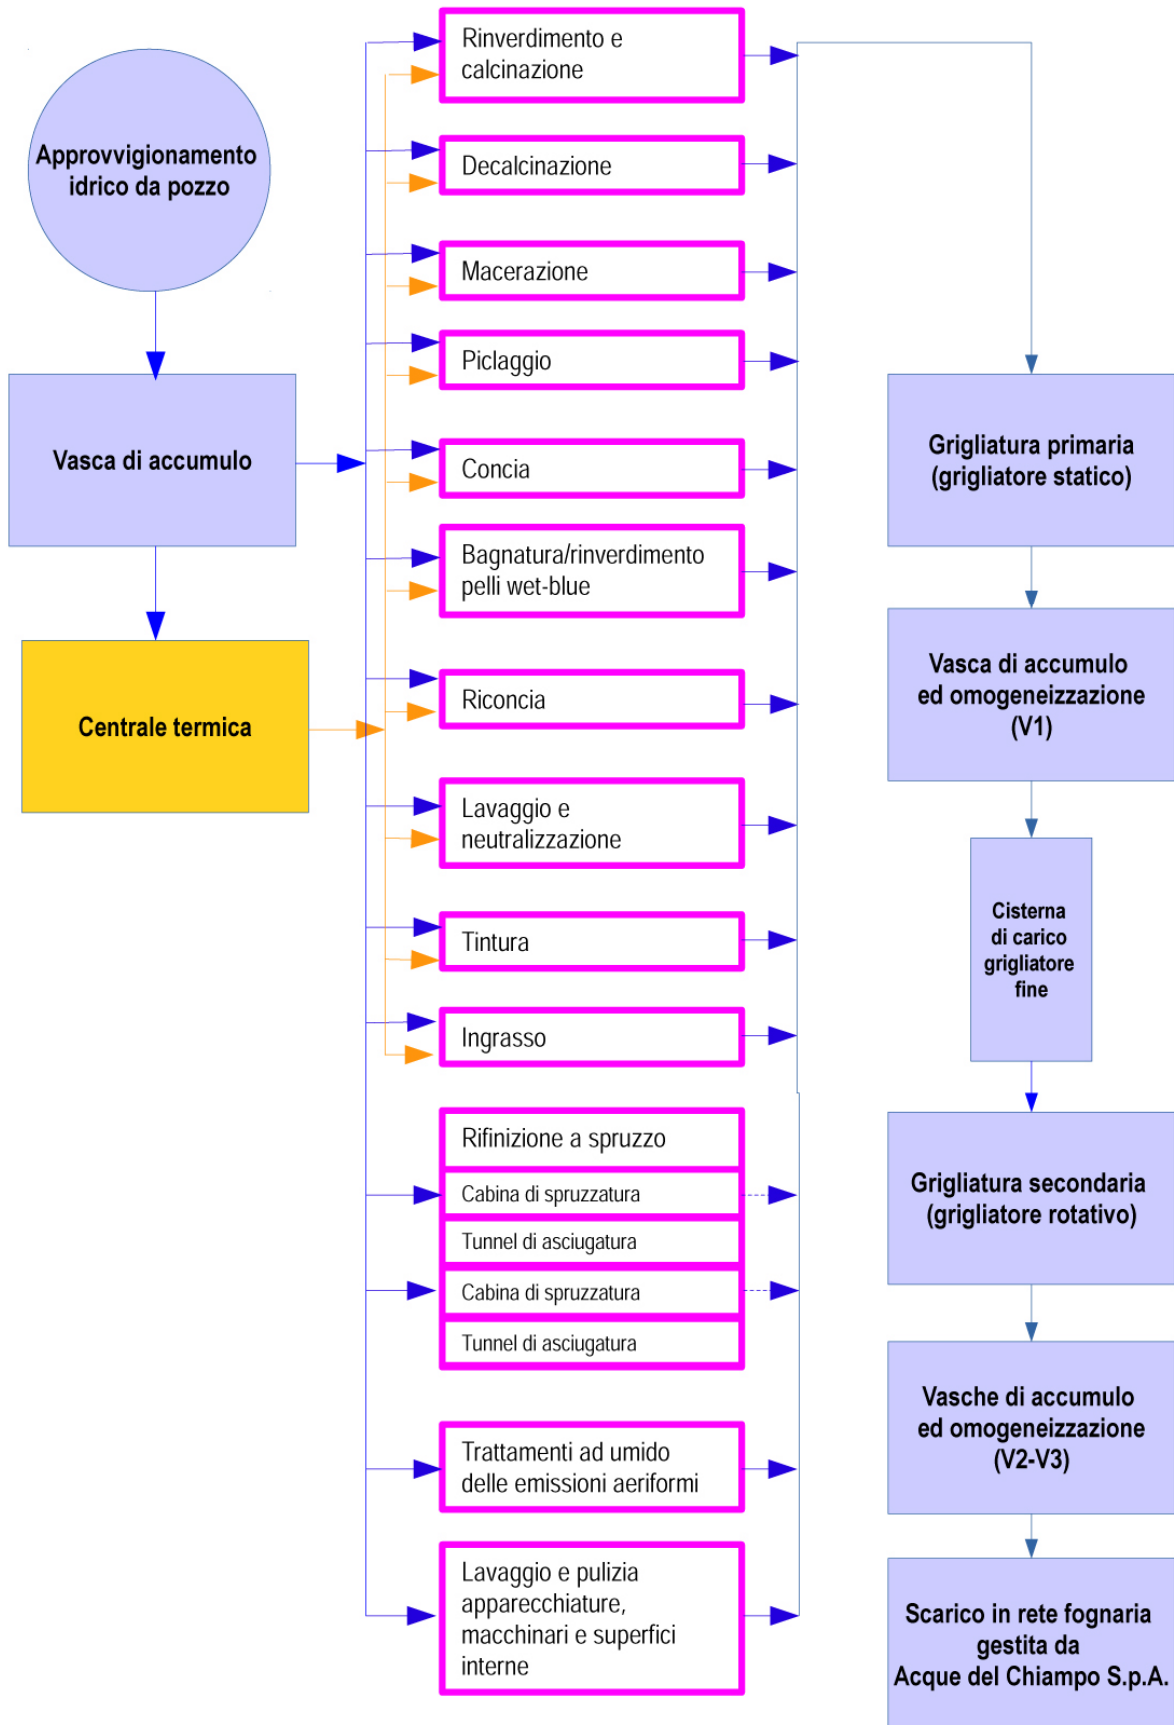 Approvvigionamento
idrico da pozzo
Vasca di accumulo
Centrale termica
Rinverdimento e
calcinazione
Decalcinazione
Macerazione
Piclaggio
Concia
Bagnatura/rinverdimento
pelli wet-blue
Riconcia
Lavaggio e
neutralizzazione
Tintura
Ingrasso
Rifinizione a spruzzo
Cabina di spruzzatura
Tunnel di asciugatura
Cabina di spruzzatura
Tunnel di asciugatura
Trattamenti ad umido
delle emissioni aeriformi
Lavaggio e pulizia
apparecchiature,
macchinari e superfici
interne
Grigliatura primaria
(grigliatore statico)
Vasca di accumulo
ed omogeneizzazione
(V1)
Cisterna
di carico
grigliatore
fine
Grigliatura secondaria
(grigliatore rotativo)
Vasche di accumulo
ed omogeneizzazione
(V2-V3)
Scarico in rete fognaria
gestita da
Acque del Chiampo S.p.A.